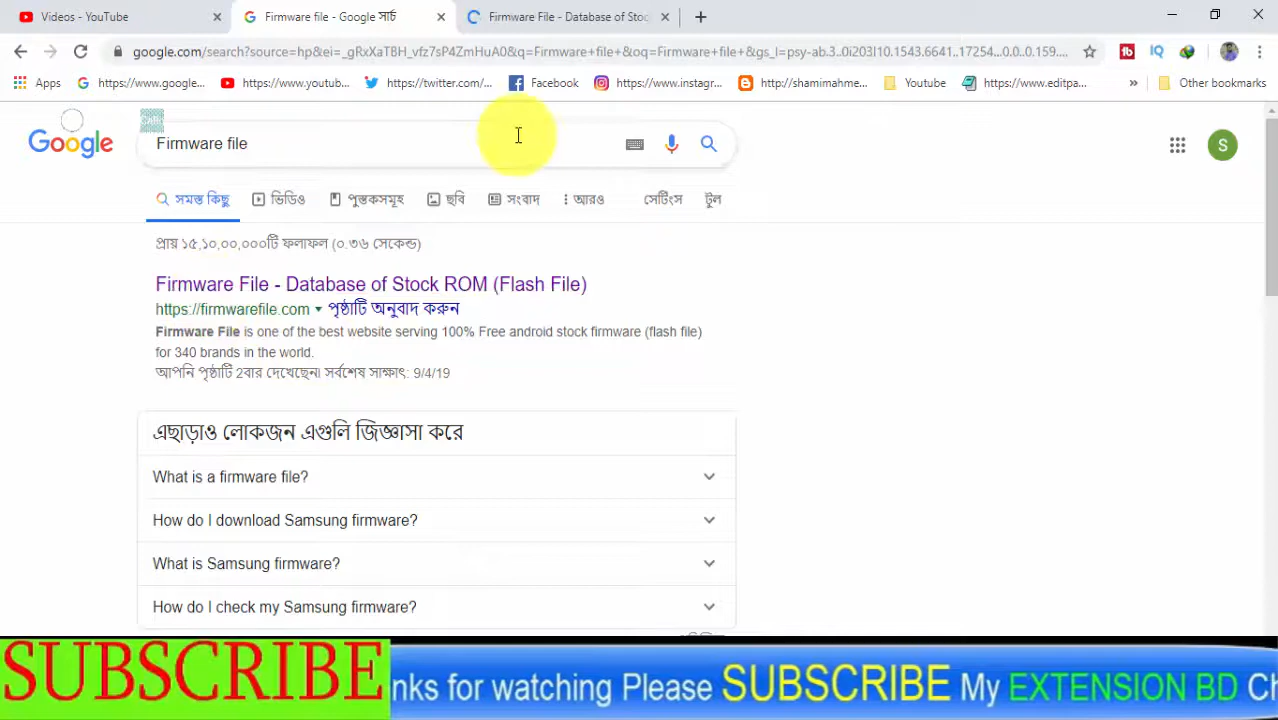 Videos - YouTube
Firmware file - Google সার্চ
Firmware File - Database of Stoc
google.com/search?source=hp&ei=_gRxXaTBH_vfz7sP4ZmHuA0&q=Firmware+file+&oq=Firmware+file+&gs_l=psy-ab.3..0i203l10.1543.6641..17254...0.0..0.159....
Apps
https://www.google...
https://www.youtub...
https://twitter.com/...
Facebook
https://www.instagr...
http://shamimahme...
Youtube
https://www.editpa...
Other bookmarks
Google
Firmware file
S
সমস্ত কিছু
ভিডিও
পুস্তকসমূহ
ছবি
সংবাদ
আরও
সেটিংস
টুল
প্রায় ১৫,১০,০০,০০০টি ফলাফল (০.৩৬ সেকেন্ড)
Firmware File - Database of Stock ROM (Flash File)
https://firmwarefile.com ▾ পৃষ্ঠাটি অনুবাদ করুন
Firmware File is one of the best website serving 100% Free android stock firmware (flash file)
for 340 brands in the world.
আপনি পৃষ্ঠাটি 2বার দেখেছেন৷ সর্বশেষ সাক্ষাৎ: 9/4/19
এছাড়াও লোকজন এগুলি জিজ্ঞাসা করে
What is a firmware file?
How do I download Samsung firmware?
What is Samsung firmware?
How do I check my Samsung firmware?
SUBSCRIBE
nks for watching Please SUBSCRIBE My EXTENSION BD Ch